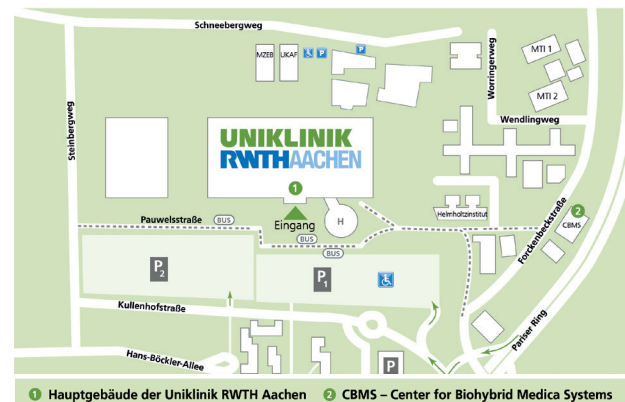 Schneebergweg
MZEB
UKAF
P
P
Worringerweg
MTI 1
MTI 2
Wendlingweg
Steinbergweg
UNIKLINIK
RWTHAACHEN
1
Eingang
H
Pauwelsstraße
BUS
BUS
BUS
Helmholtzinstitut
2
CBMS
Forckenbeckstraße
P2
P1
Kullenhofstraße
Pariser Ring
Hans-Böckler-Allee
P
1 Hauptgebäude der Uniklinik RWTH Aachen 2 CBMS – Center for Biohybrid Medica Systems